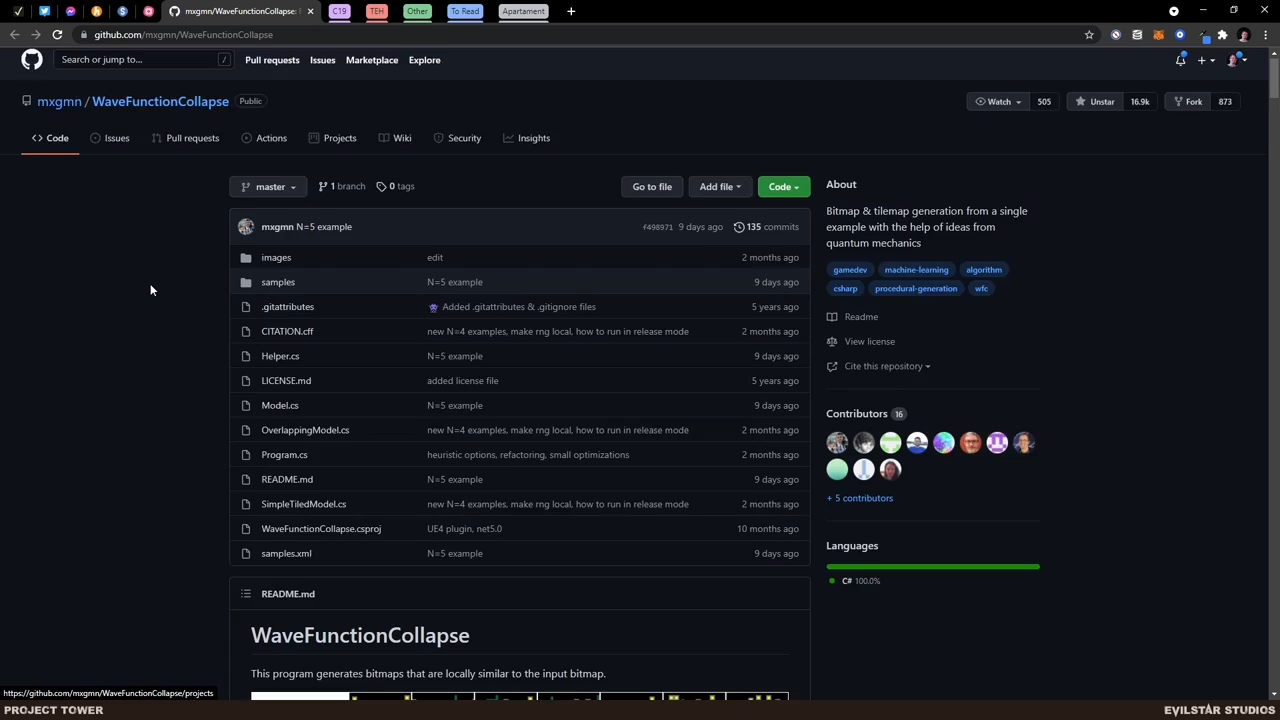 mxgmn/WaveFunctionCollapse: B
C19
TEH
Other
To Read
Apartament
github.com/mxgmn/WaveFunctionCollapse
Search or jump to...
/
Pull requests
Issues
Marketplace
Explore
mxgmn / WaveFunctionCollapse
Public
Watch
505
Unstar
16.9k
Fork
873
Code
Issues
Pull requests
Actions
Projects
Wiki
Security
Insights
master
1 branch
0 tags
Go to file
Add file
Code
mxgmn N=5 example
f498971 9 days ago
135 commits
images edit 2 months ago
samples N=5 example 9 days ago
.gitattributes Added .gitattributes & .gitignore files 5 years ago
CITATION.cff new N=4 examples, make rng local, how to run in release mode 2 months ago
Helper.cs N=5 example 9 days ago
LICENSE.md added license file 5 years ago
Model.cs N=5 example 9 days ago
OverlappingModel.cs new N=4 examples, make rng local, how to run in release mode 2 months ago
Program.cs heuristic options, refactoring, small optimizations 2 months ago
README.md N=5 example 9 days ago
SimpleTiledModel.cs new N=4 examples, make rng local, how to run in release mode 2 months ago
WaveFunctionCollapse.csproj UE4 plugin, net5.0 10 months ago
samples.xml N=5 example 9 days ago
README.md
WaveFunctionCollapse
This program generates bitmaps that are locally similar to the input bitmap.
About
Bitmap & tilemap generation from a single
example with the help of ideas from
quantum mechanics
gamedev machine-learning algorithm
csharp procedural-generation wfc
Readme
View license
Cite this repository
Contributors 16
+ 5 contributors
Languages
C# 100.0%
https://github.com/mxgmn/WaveFunctionCollapse/projects
PROJECT TOWER
EVILSTAR STUDIOS